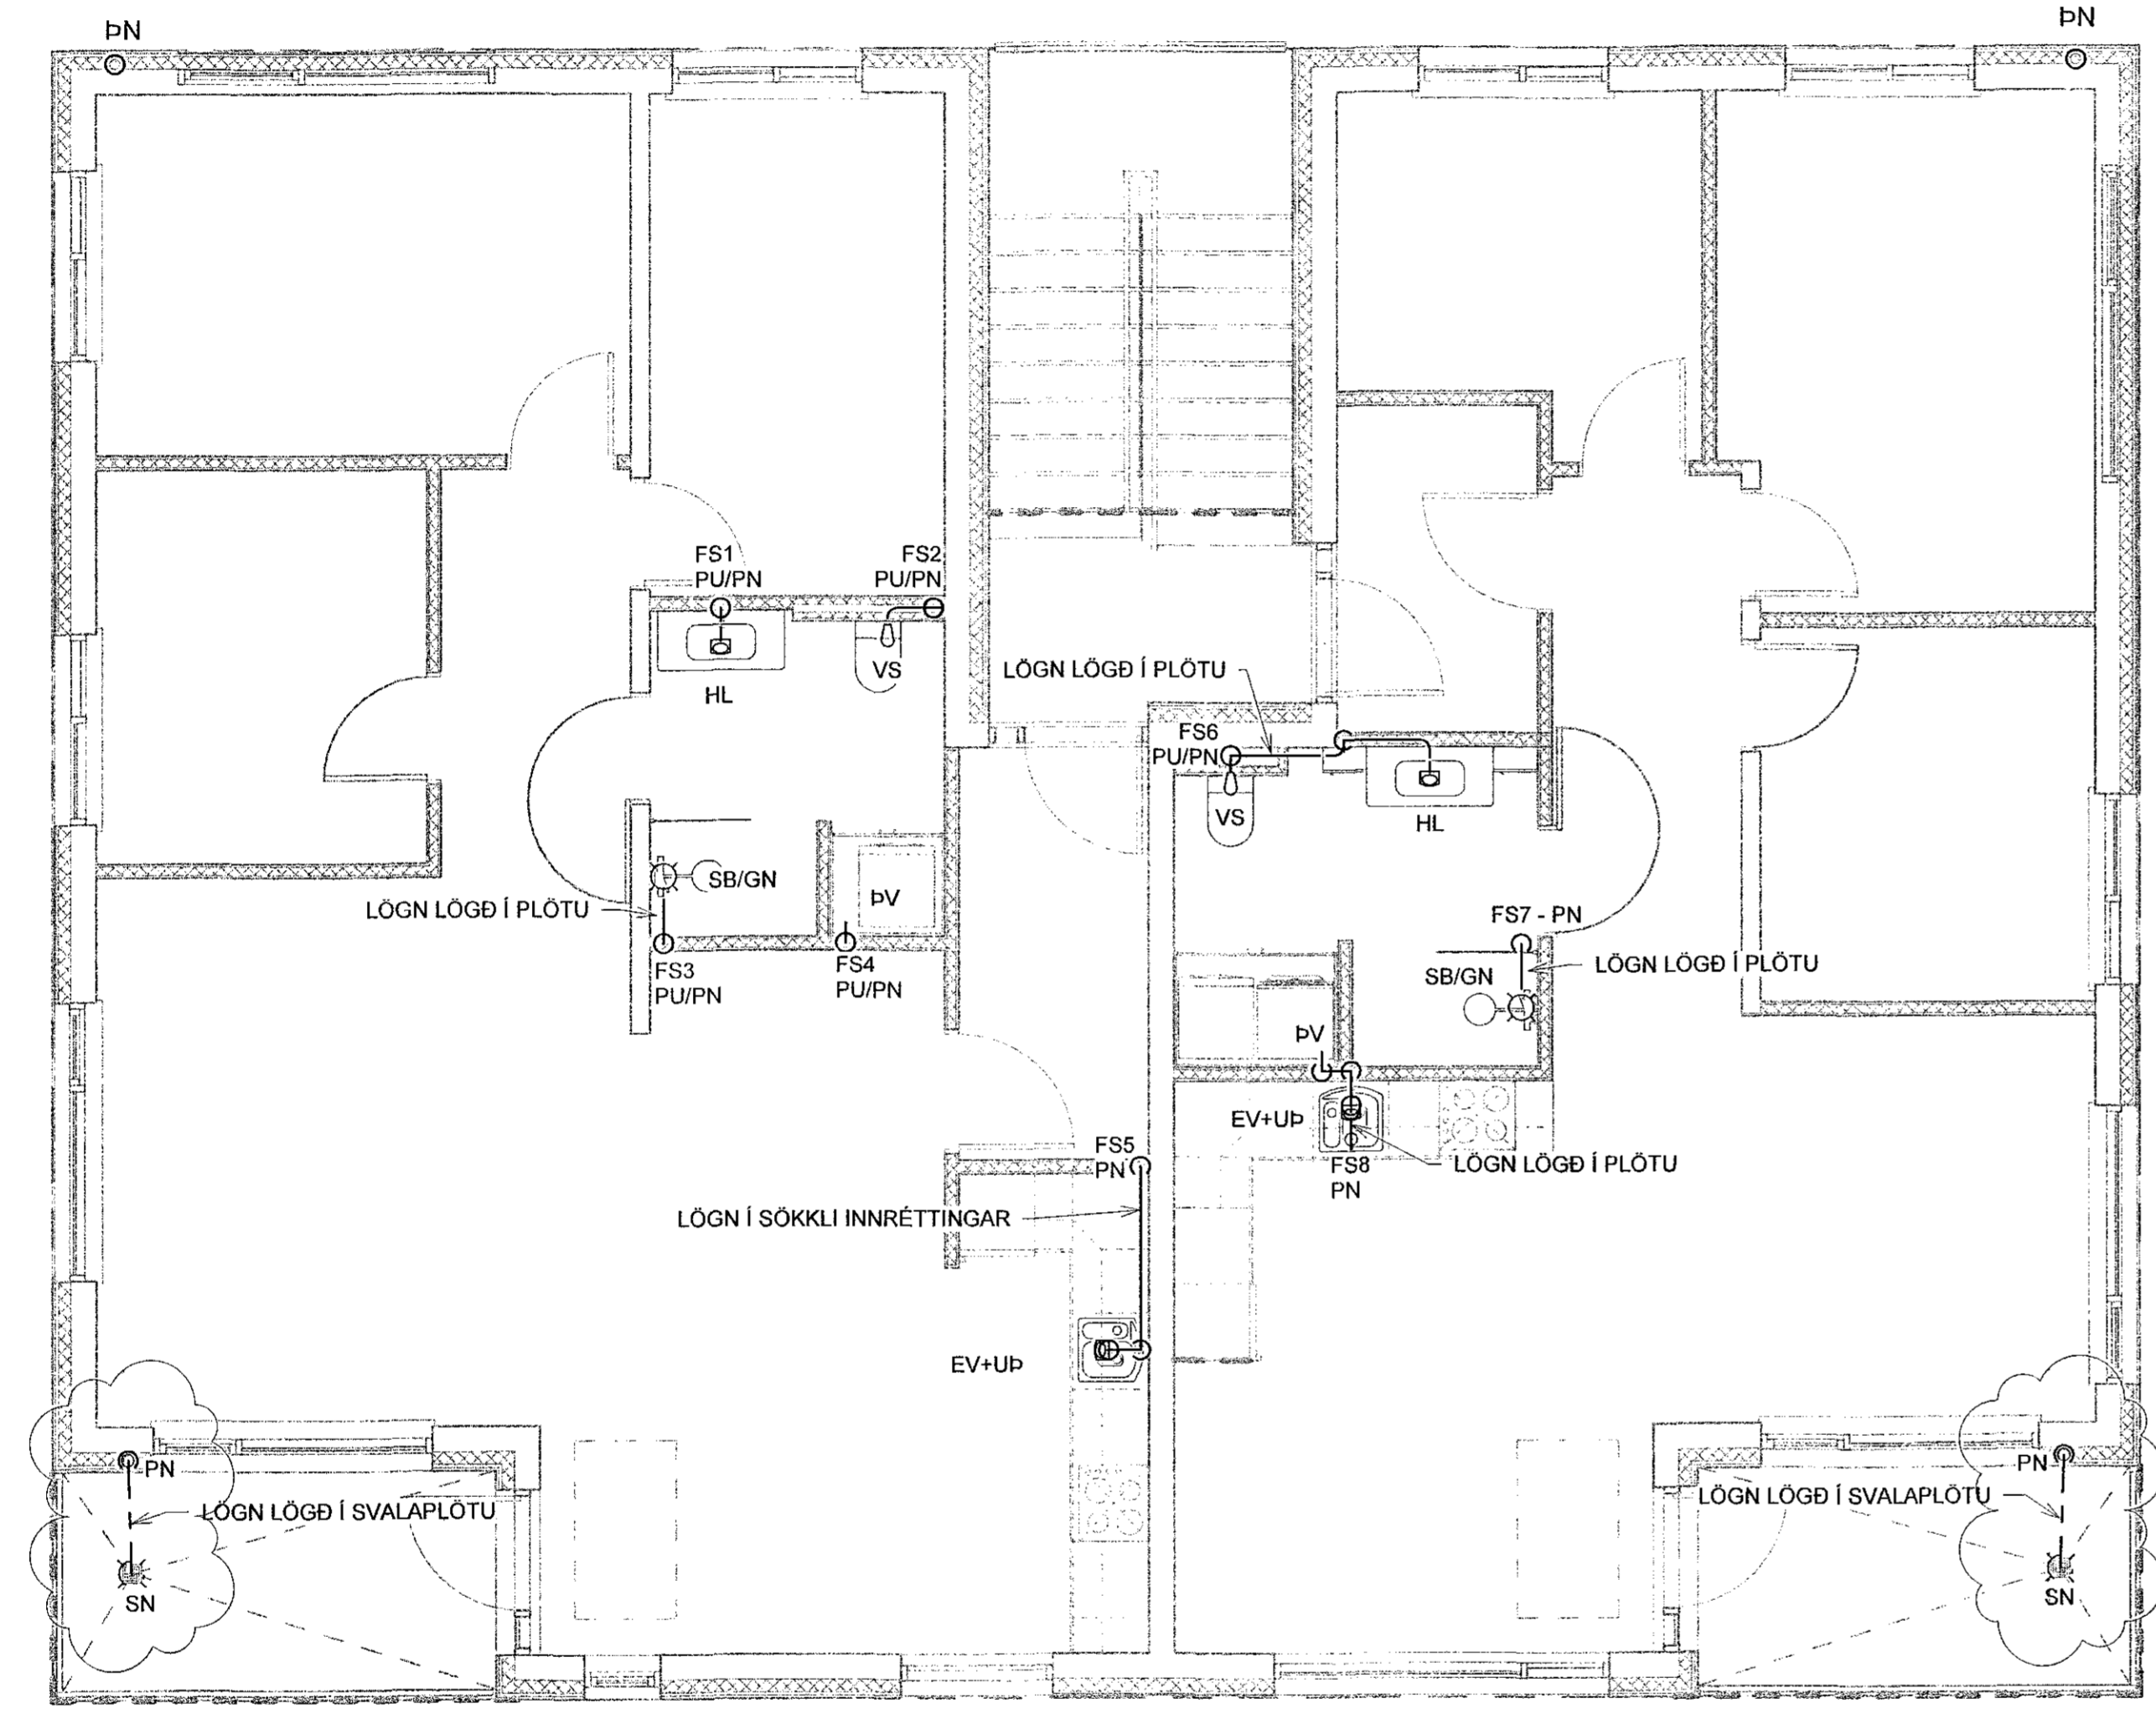 ÞN
ÞN
FS1
PU/PN
FS2
PU/PN
HL
VS
LÖGN LÖGÐ Í PLÖTU
FS6
PU/PN
VS
HL
SB/GN
ÞV
LÖGN LÖGÐ Í PLÖTU
FS3
PU/PN
FS4
PU/PN
FS7 - PN
SB/GN
LÖGN LÖGÐ Í PLÖTU
ÞV
EV+UÞ
FS8
PN
LÖGN LÖGÐ Í PLÖTU
FS5
PN
LÖGN Í SÖKKLI INNRÉTTINGAR
EV+UÞ
PN
LÖGN LÖGÐ Í SVALAPLÖTU
SN
PN
LÖGN LÖGÐ Í SVALAPLÖTU
SN